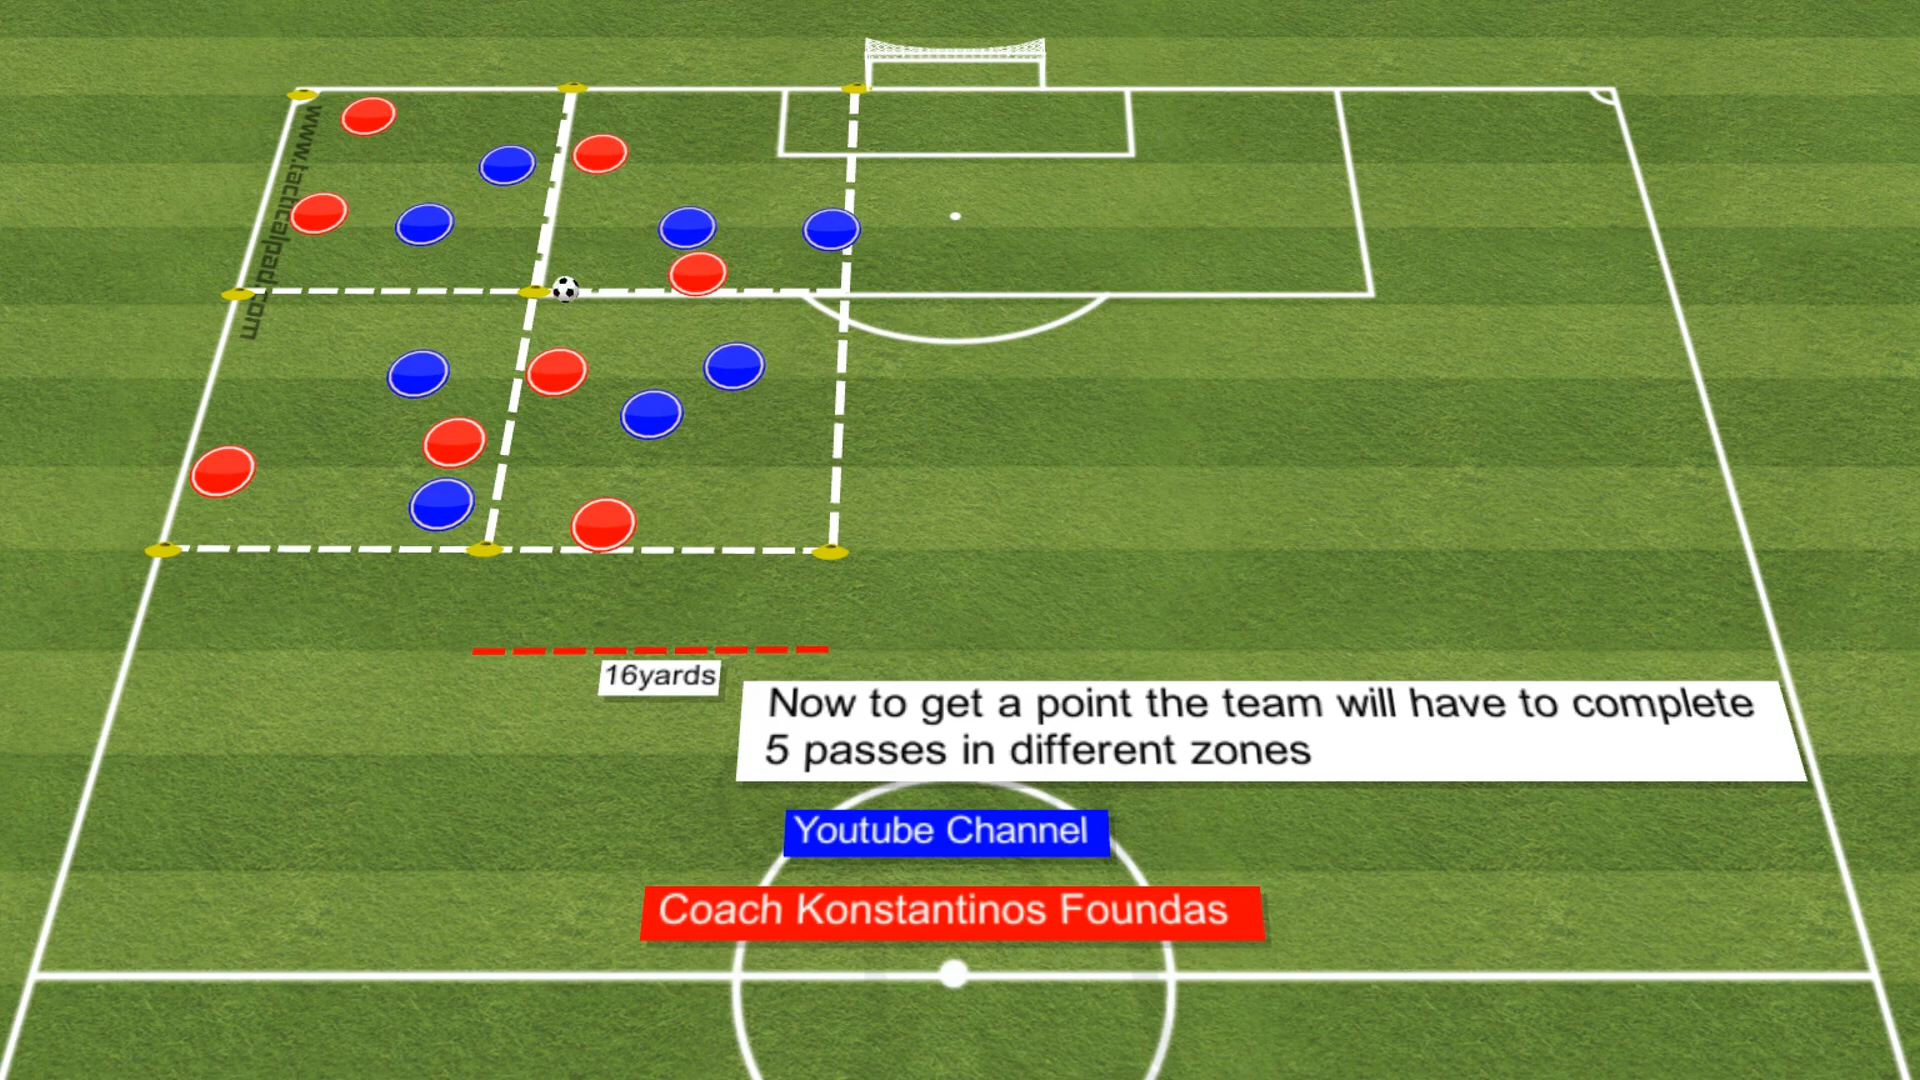 www.tacticalpad.com
16yards
Now to get a point the team will have to complete
5 passes in different zones
Youtube Channel
Coach Konstantinos Foundas